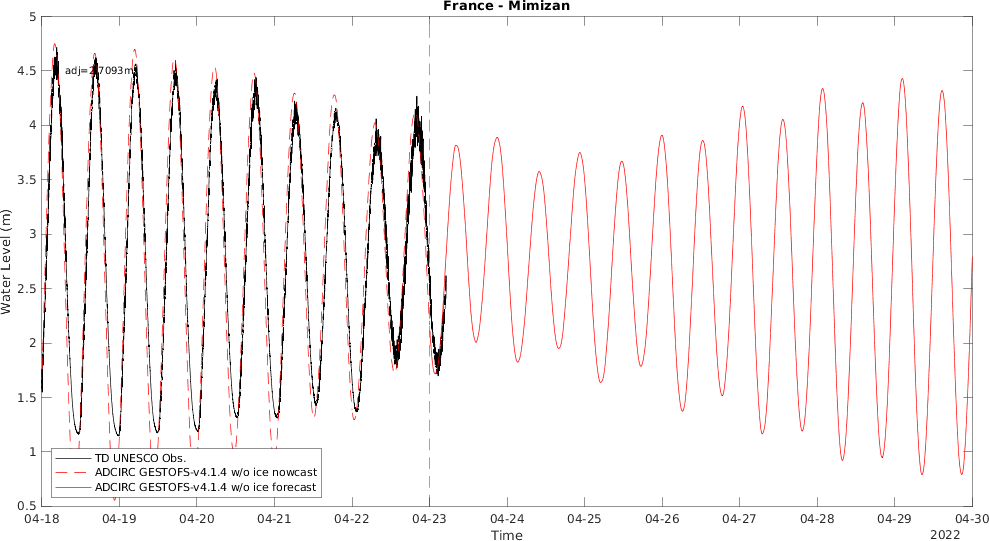 France - Mimizan
5
4.5
4
3.5
3
2.5
2
1.5
1
0.5
Water Level (m)
TD UNESCO Obs.
ADCIRC GESTOFS-v4.1.4 w/o ice nowcast
ADCIRC GESTOFS-v4.1.4 w/o ice forecast
04-18 04-19 04-20 04-21 04-22 04-23 04-24 04-25 04-26 04-27 04-28 04-29 04-30
Time
2022